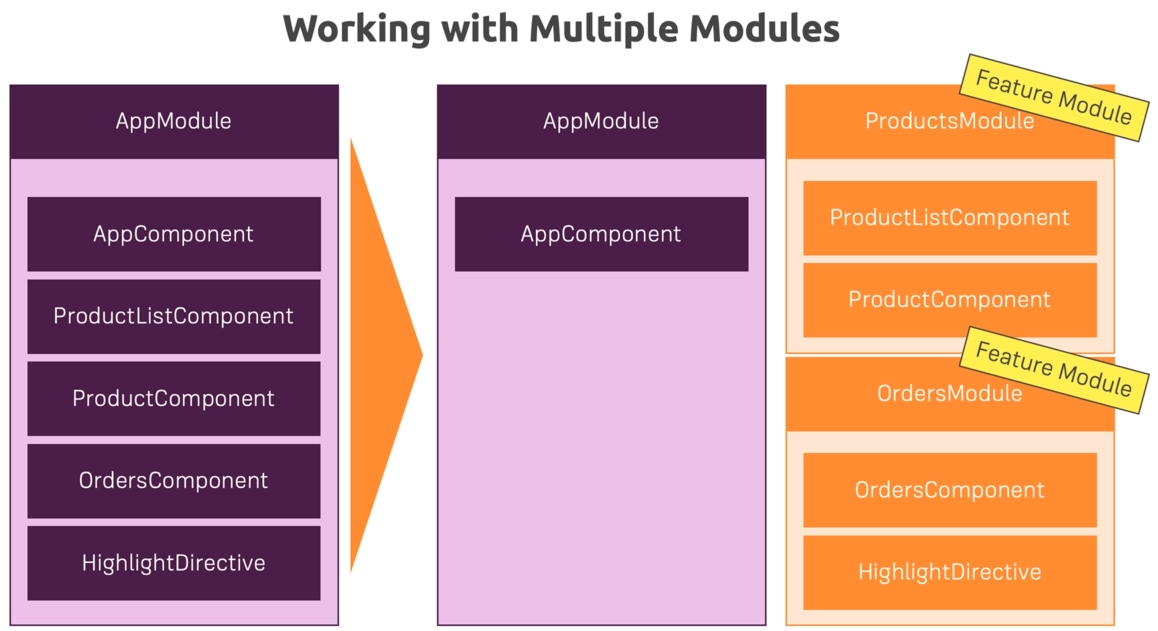 Working with Multiple Modules
AppModule
AppComponent
ProductListComponent
ProductComponent
OrdersComponent
HighlightDirective
AppModule
AppComponent
Feature Module
ProductsModule
ProductListComponent
ProductComponent
Feature Module
OrdersModule
OrdersComponent
HighlightDirective